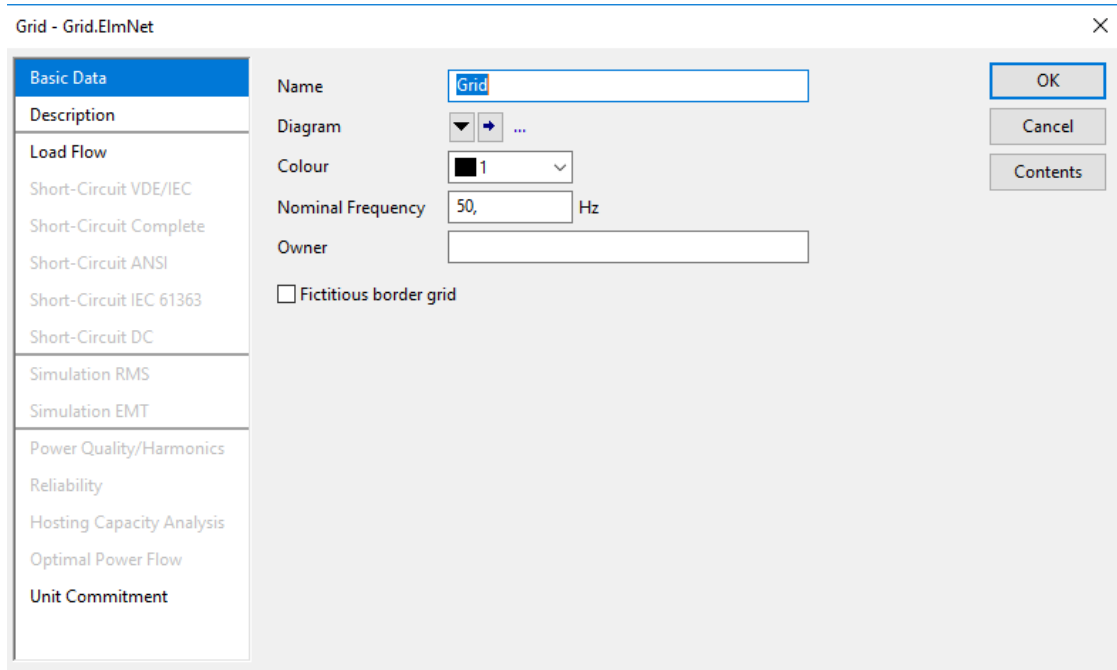 Grid - Grid.ElmNet
Basic Data
Description
Load Flow
Short-Circuit VDE/IEC
Short-Circuit Complete
Short-Circuit ANSI
Short-Circuit IEC 61363
Short-Circuit DC
Simulation RMS
Simulation EMT
Power Quality/Harmonics
Reliability
Hosting Capacity Analysis
Optimal Power Flow
Unit Commitment
Name Grid
Diagram ...
Colour 1
Nominal Frequency 50, Hz
Owner
Fictitious border grid
OK
Cancel
Contents